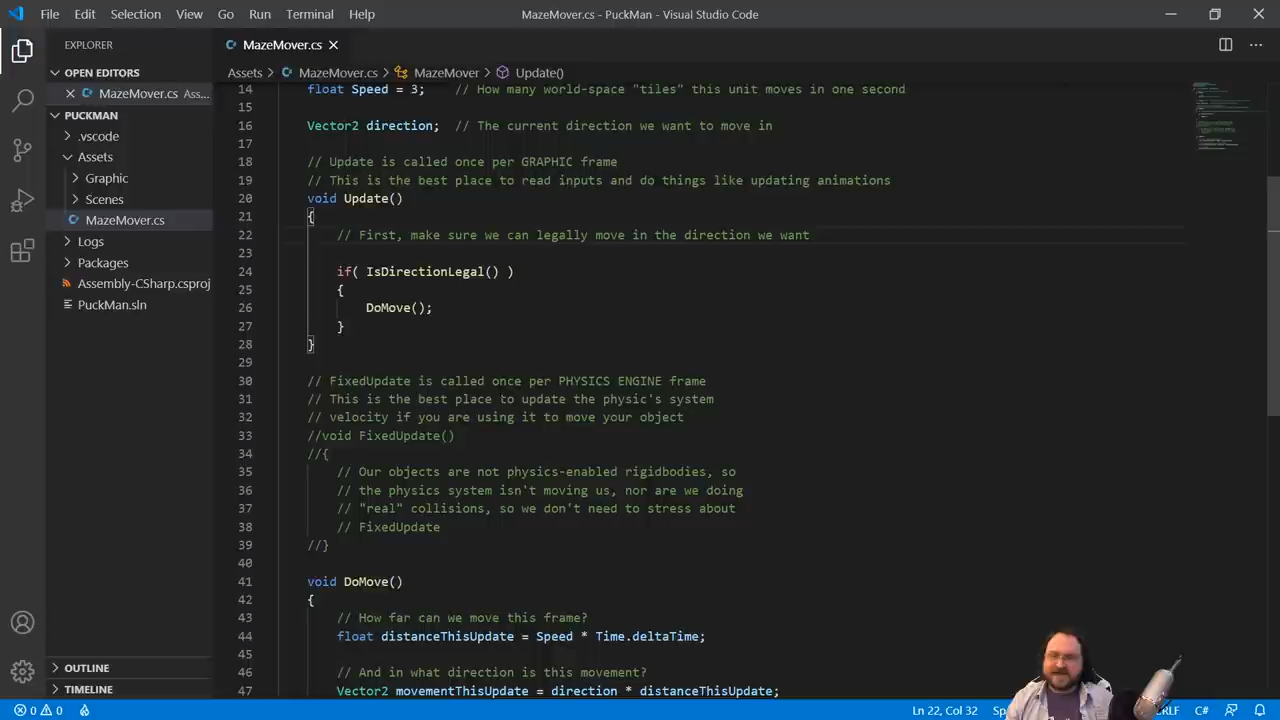 File Edit Selection View Go Run Terminal Help
MazeMover.cs - PuckMan - Visual Studio Code
EXPLORER
OPEN EDITORS
MazeMover.cs Ass...
PUCKMAN
.vscode
Assets
Graphic
Scenes
MazeMover.cs
Logs
Packages
Assembly-CSharp.csproj
PuckMan.sln
OUTLINE
TIMELINE
MazeMover.cs
Assets > MazeMover.cs > MazeMover > Update()
14 float Speed = 3; // How many world-space "tiles" this unit moves in one second
15
16 Vector2 direction; // The current direction we want to move in
17
18 // Update is called once per GRAPHIC frame
19 // This is the best place to read inputs and do things like updating animations
20 void Update()
21 {
22 // First, make sure we can legally move in the direction we want
23
24 if( IsDirectionLegal() )
25 {
26 DoMove();
27 }
28 }
29
30 // FixedUpdate is called once per PHYSICS ENGINE frame
31 // This is the best place to update the physic's system
32 // velocity if you are using it to move your object
33 //void FixedUpdate()
34 //{
35 // Our objects are not physics-enabled rigidbodies, so
36 // the physics system isn't moving us, nor are we doing
37 // "real" collisions, so we don't need to stress about
38 // FixedUpdate
39 //}
40
41 void DoMove()
42 {
43 // How far can we move this frame?
44 float distanceThisUpdate = Speed * Time.deltaTime;
45
46 // And in what direction is this movement?
47 Vector2 movementThisUpdate = direction * distanceThisUpdate;
0 0
Ln 22, Col 32 C#